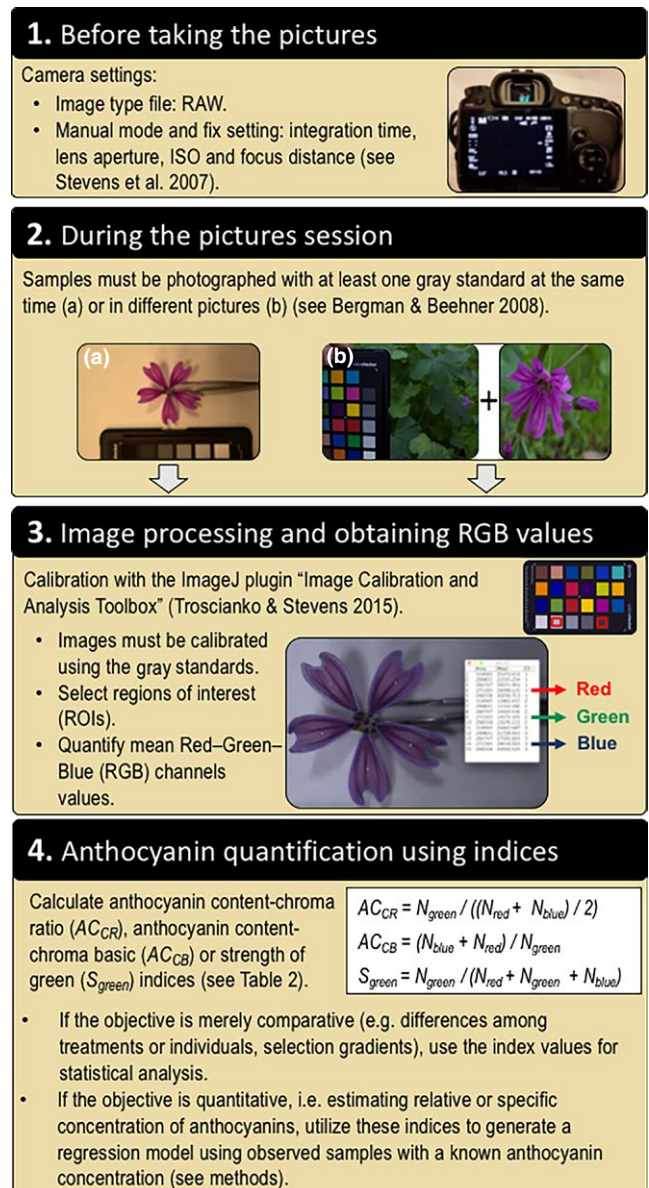 1. Before taking the pictures
Camera settings:
• Image type file: RAW.
• Manual mode and fix setting: integration time,
lens aperture, ISO and focus distance (see
Stevens et al. 2007).
2. During the pictures session
Samples must be photographed with at least one gray standard at the same
time (a) or in different pictures (b) (see Bergman & Beehner 2008).
(a)
(b)
+
3. Image processing and obtaining RGB values
Calibration with the ImageJ plugin “Image Calibration and
Analysis Toolbox” (Troscianko & Stevens 2015).
• Images must be calibrated
using the gray standards.
• Select regions of interest
(ROIs).
• Quantify mean Red–Green–
Blue (RGB) channels
values.
Red
Green
Blue
4. Anthocyanin quantification using indices
Calculate anthocyanin content-chroma
ratio (AC_CR), anthocyanin content-
chroma basic (AC_CB) or strength of
green (S_green) indices (see Table 2).
AC_CR = N_green / ((N_red + N_blue) / 2)
AC_CB = (N_blue + N_red) / N_green
S_green = N_green / (N_red + N_green + N_blue)
• If the objective is merely comparative (e.g. differences among
treatments or individuals, selection gradients), use the index values for
statistical analysis.
• If the objective is quantitative, i.e. estimating relative or specific
concentration of anthocyanins, utilize these indices to generate a
regression model using observed samples with a known anthocyanin
concentration (see methods).